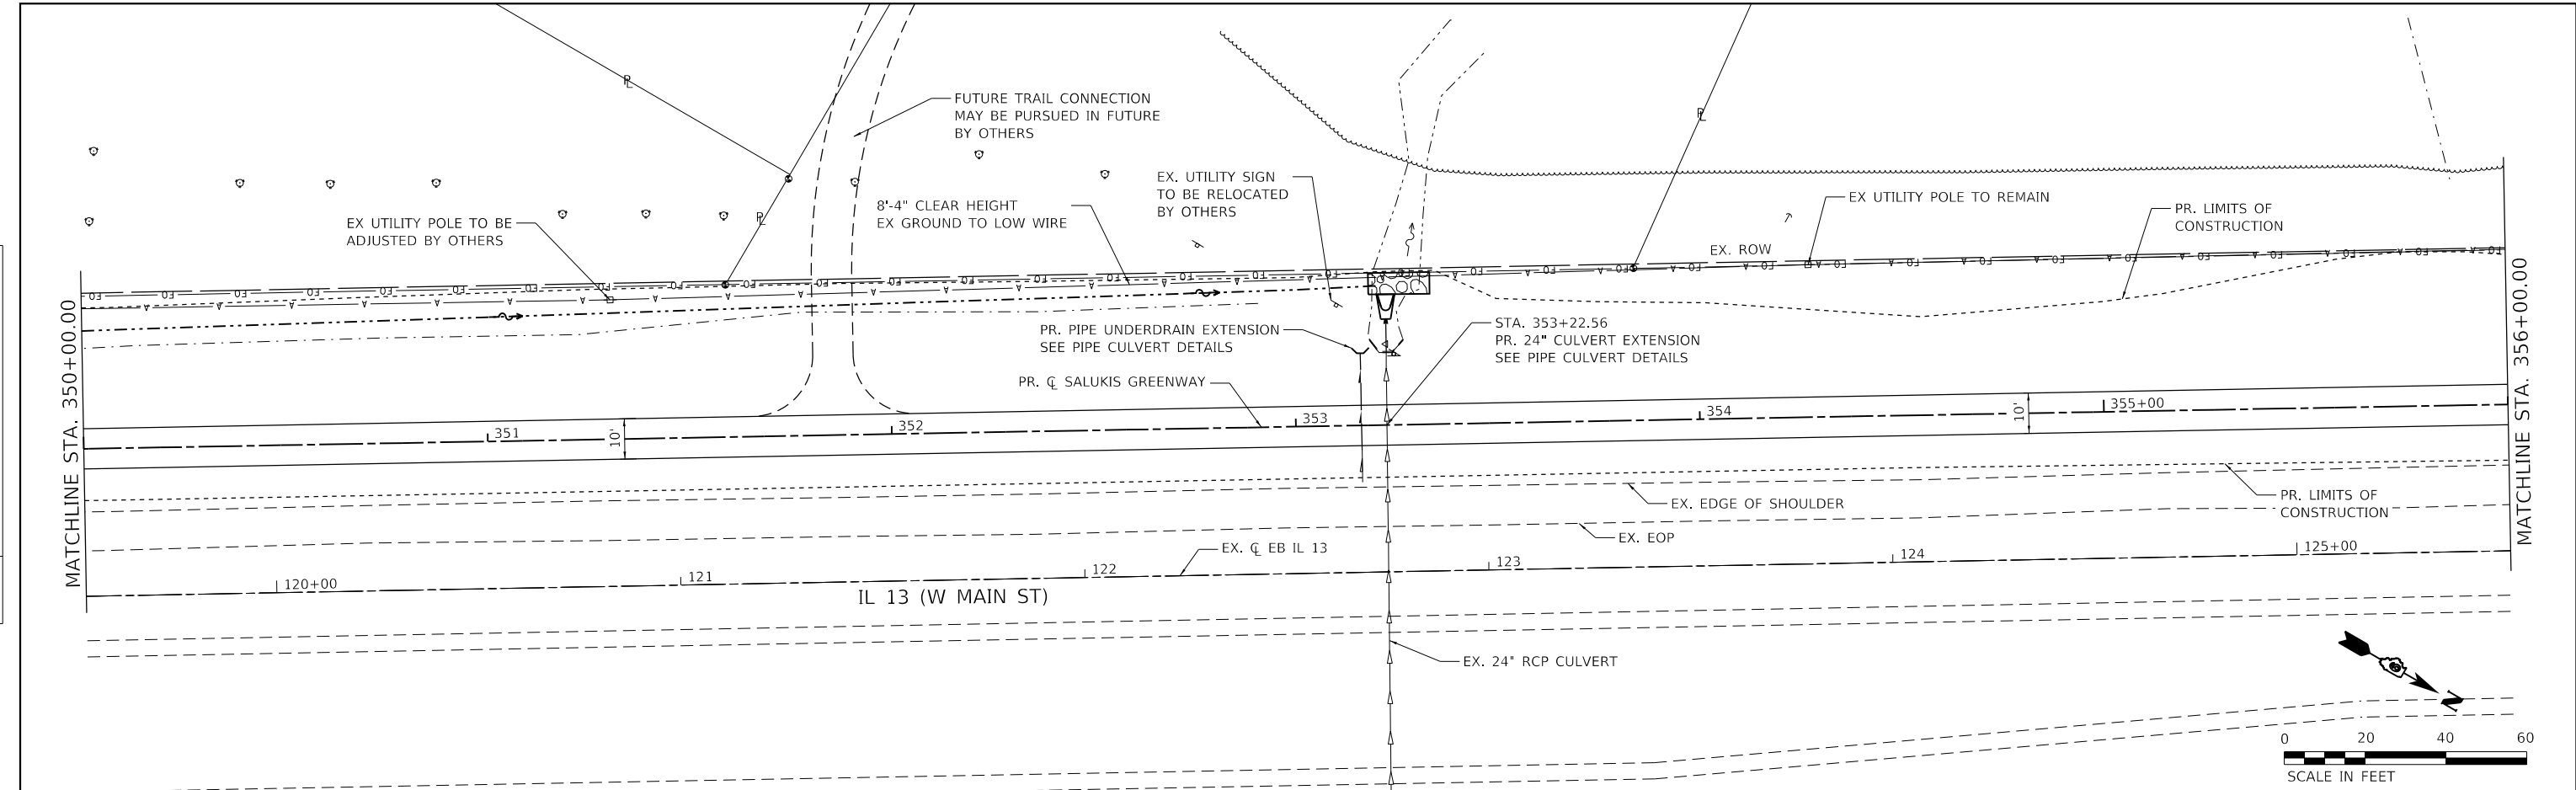 FUTURE TRAIL CONNECTION
MAY BE PURSUED IN FUTURE
BY OTHERS
EX. UTILITY SIGN
TO BE RELOCATED
BY OTHERS
8'-4" CLEAR HEIGHT
EX GROUND TO LOW WIRE
EX UTILITY POLE TO BE
ADJUSTED BY OTHERS
EX UTILITY POLE TO REMAIN
PR. LIMITS OF
CONSTRUCTION
EX. ROW
MATCHLINE STA. 350+00.00
MATCHLINE STA. 356+00.00
PR. PIPE UNDERDRAIN EXTENSION
SEE PIPE CULVERT DETAILS
STA. 353+22.56
PR. 24" CULVERT EXTENSION
SEE PIPE CULVERT DETAILS
PR. ℄ SALUKIS GREENWAY
351
10'
352
353
354
10'
355+00
EX. EDGE OF SHOULDER
PR. LIMITS OF
CONSTRUCTION
EX. EOP
EX. ℄ EB IL 13
120+00
121
122
123
124
125+00
IL 13 (W MAIN ST)
EX. 24" RCP CULVERT
N
0 20 40 60
SCALE IN FEET